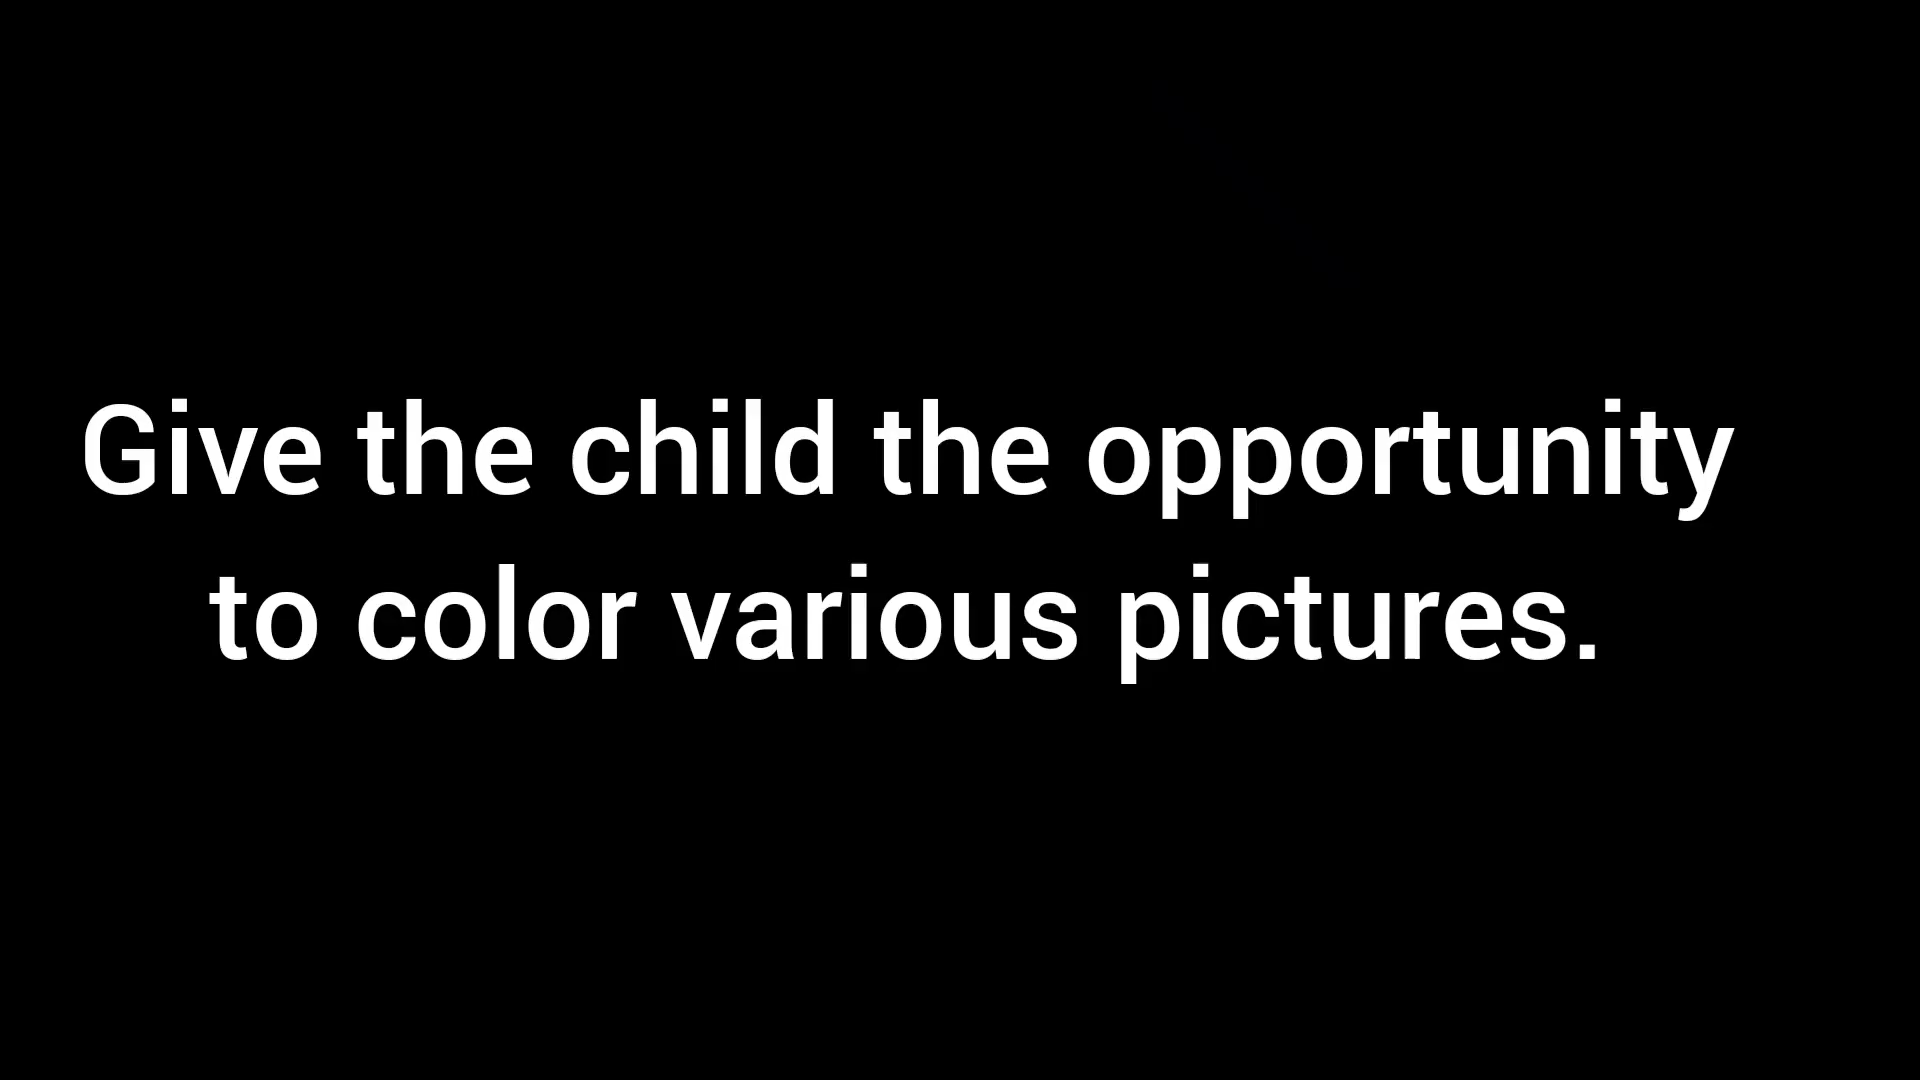 Give the child the opportunity
to color various pictures.